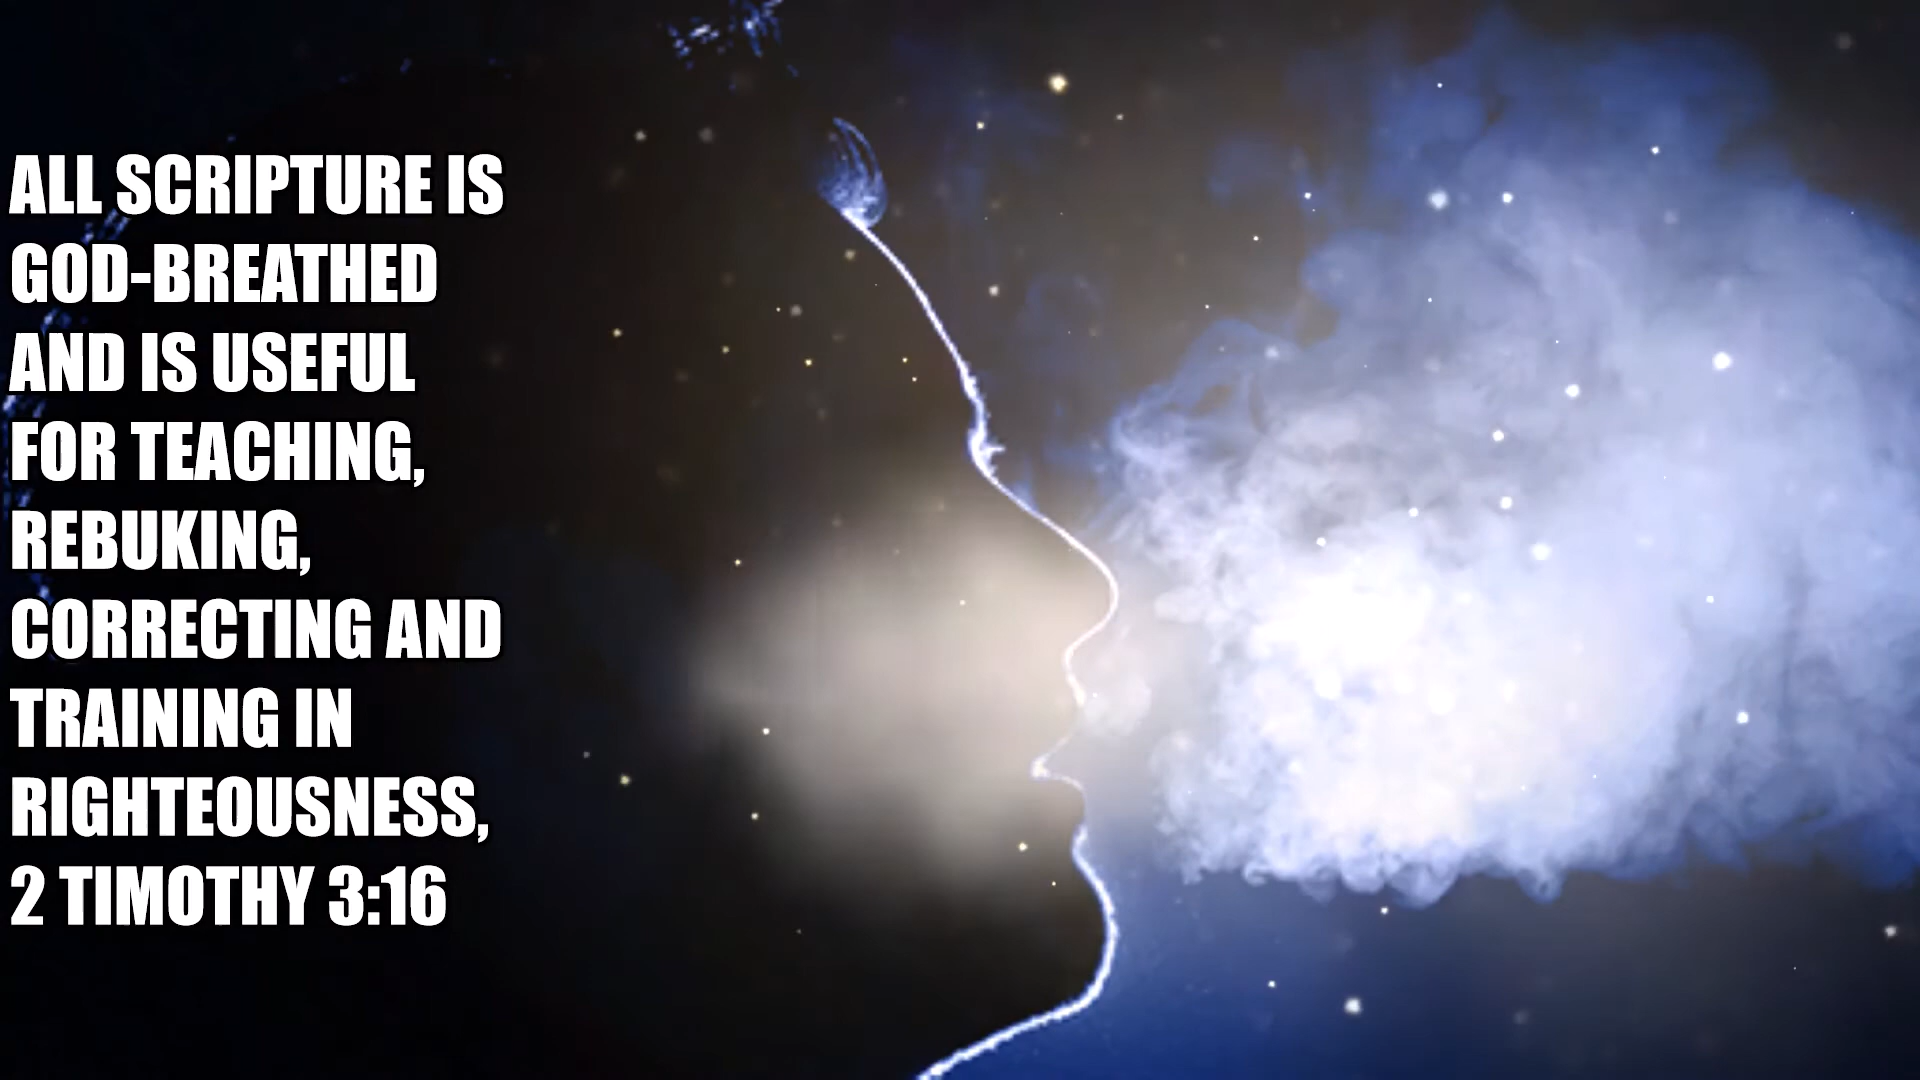 ALL SCRIPTURE IS
GOD-BREATHED
AND IS USEFUL
FOR TEACHING,
REBUKING,
CORRECTING AND
TRAINING IN
RIGHTEOUSNESS,
2 TIMOTHY 3:16